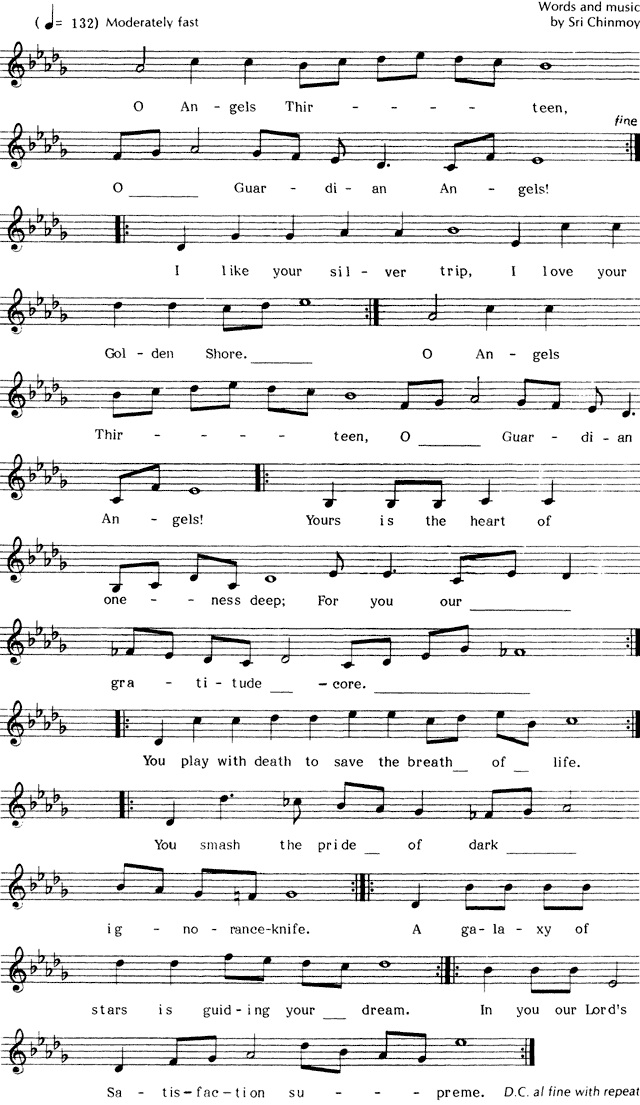 Words and music
( ♩= 132) Moderately fast by Sri Chinmoy
O An-gels Thir - - - - teen,
fine
O ______ Guar - di - an An - gels!
I like your sil - ver trip, I love your
Gol - den Shore. ______ O An - gels
Thir - - - - teen, O ______ Guar - di - an
An - gels! Yours is the heart of
one - - ness deep; For you our ______
gra - ti - tude __ -core. ______
You play with death to save the breath__ of __ life.
You smash the pride __ of dark ______
ig - no - rance-knife. A ga-la-xy of
stars is guid-ing your __ dream. In you our Lord's
Sa - tis-fac-tion su - - - preme. D.C. al fine with repeat